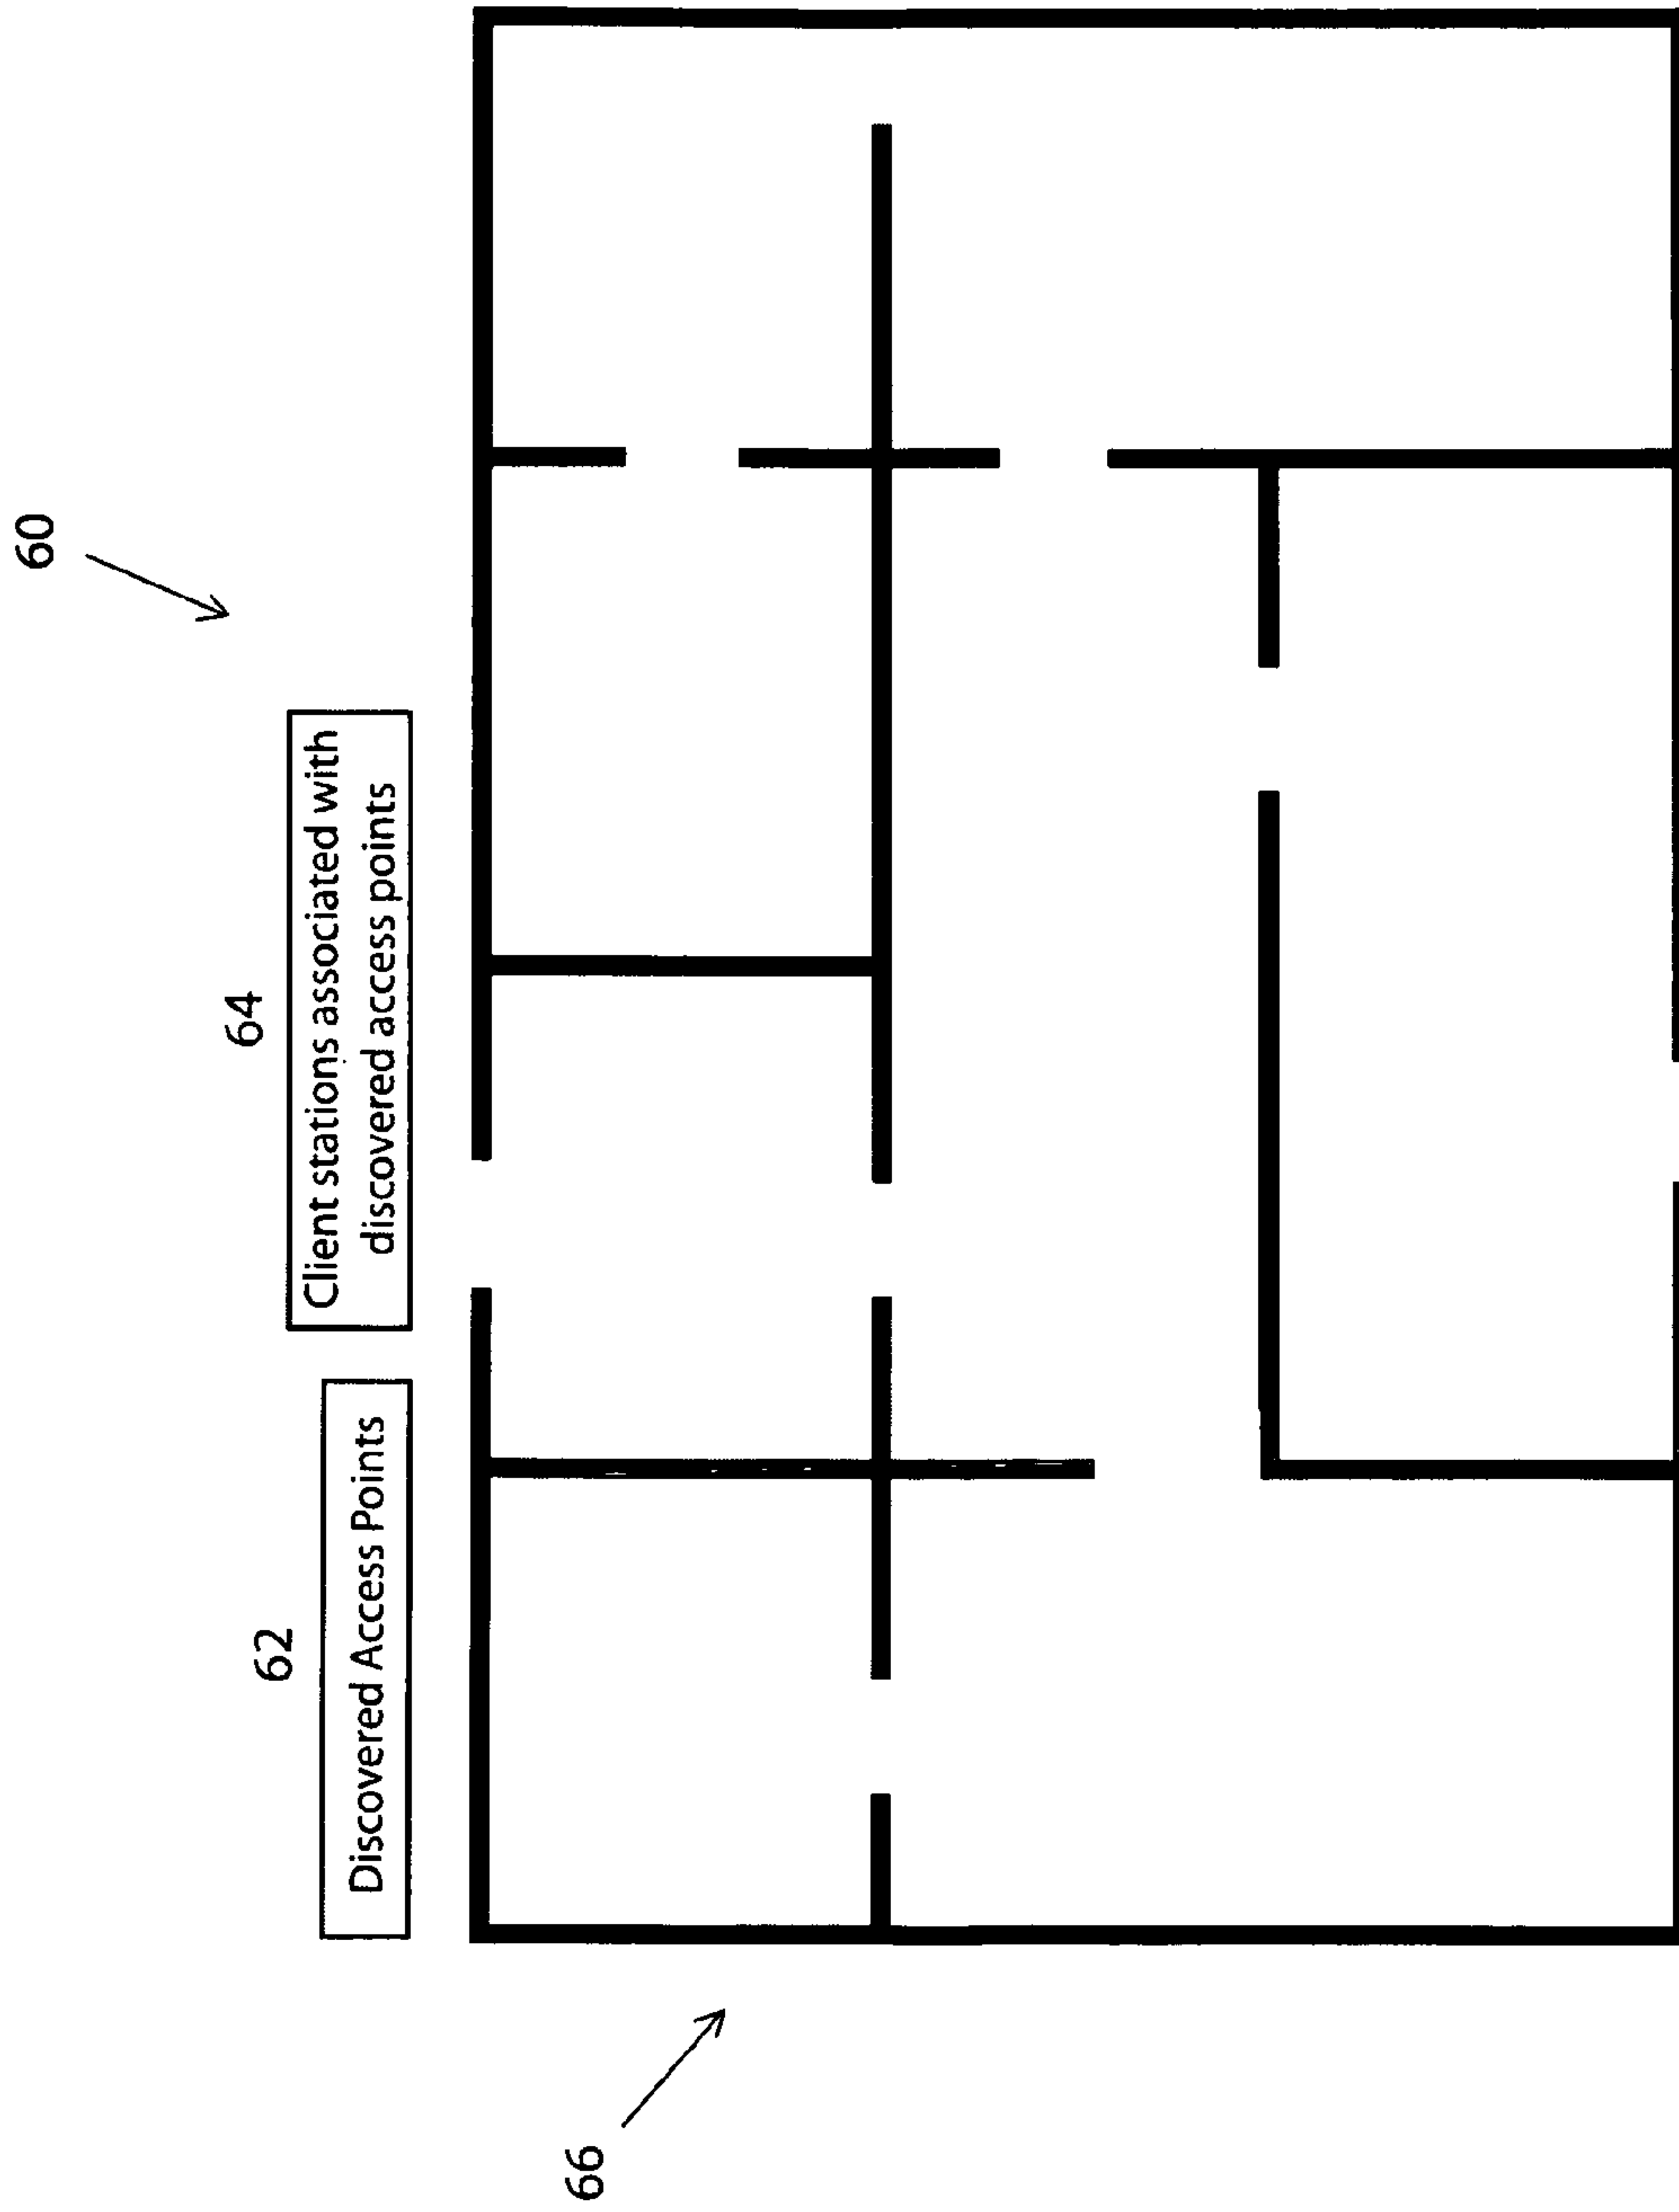 60
64
62
Client stations associated with
discovered access points
Discovered Access Points
66